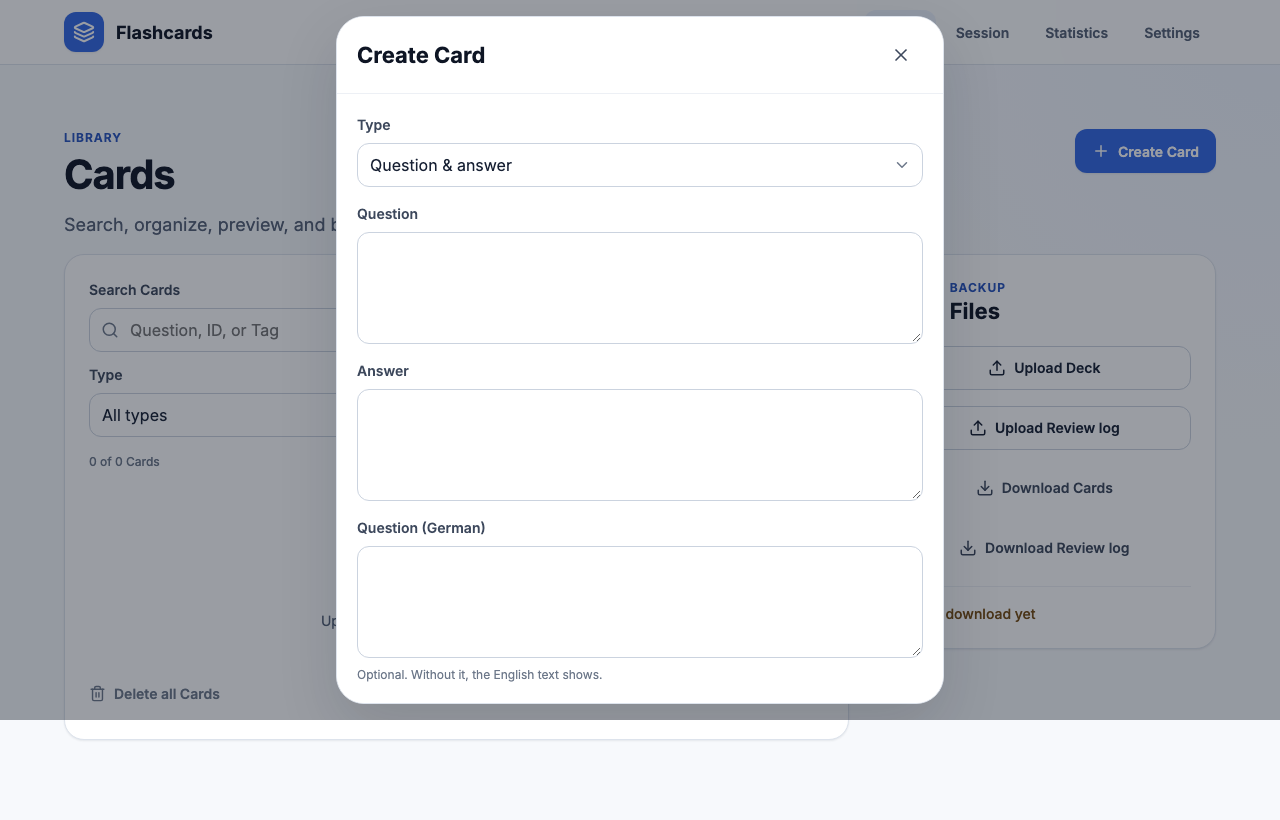 Flashcards
Session
Statistics
Settings
LIBRARY
Cards
Search, organize, preview, and
Create Card
Search Cards
Question, ID, or Tag
Type
All types
0 of 0 Cards
Delete all Cards
Create Card
Type
Question & answer
Question
Answer
Question (German)
Optional. Without it, the English text shows.
BACKUP
Files
Upload Deck
Upload Review log
Download Cards
Download Review log
download yet